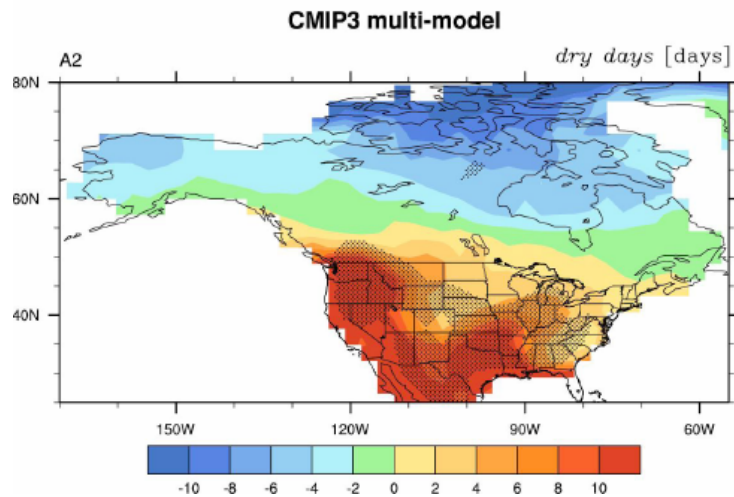 CMIP3 multi-model
A2 dry days [days]
80N
60N
40N
150W 120W 90W 60W
-10 -8 -6 -4 -2 0 2 4 6 8 10